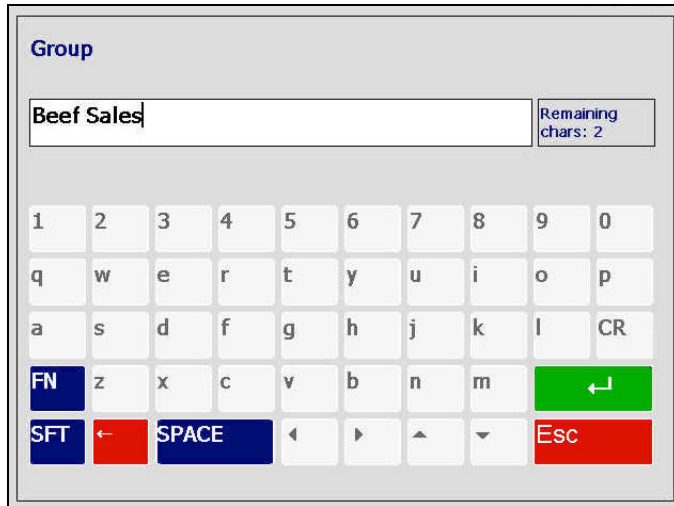 Group
Beef Sales
Remaining
chars: 2
1 2 3 4 5 6 7 8 9 0
q w e r t y u i o p
a s d f g h j k l CR
FN z x c v b n m
SFT ← SPACE Esc